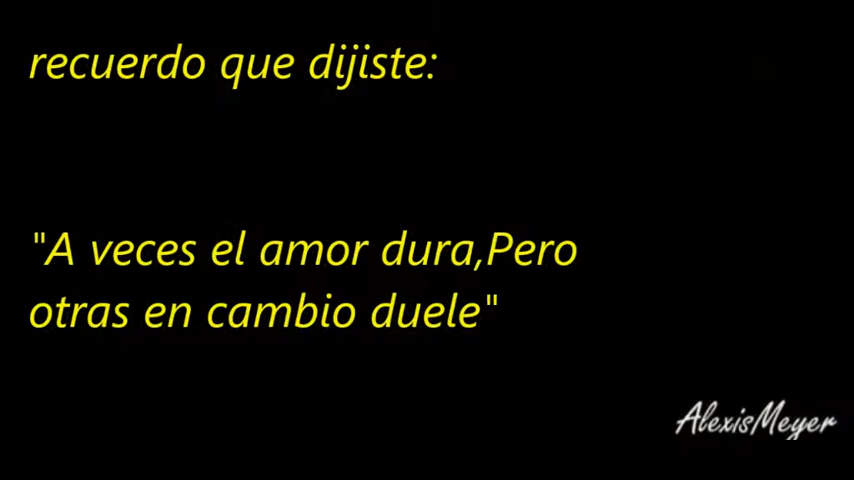 recuerdo que dijiste:
"A veces el amor dura,Pero
otras en cambio duele"
AlexisMeyer